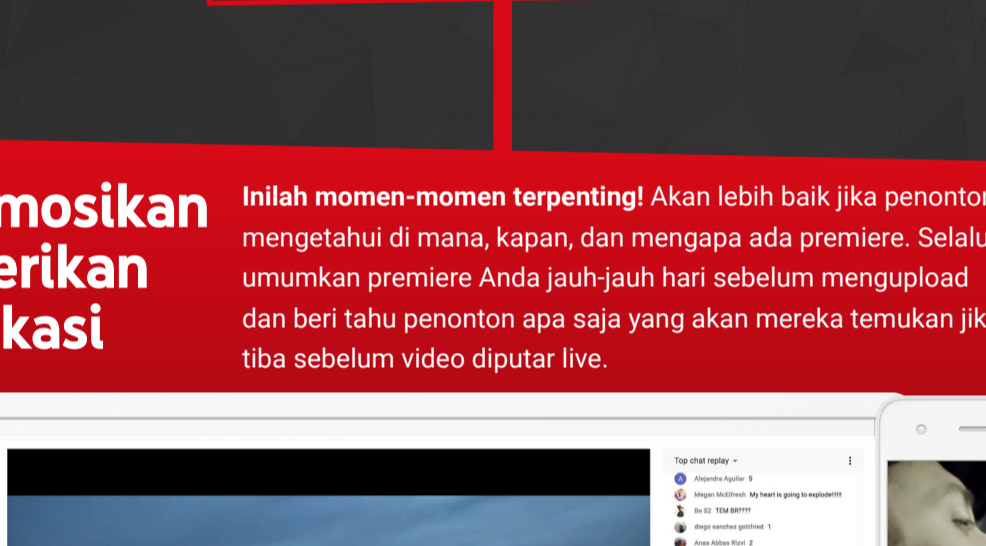 mosikan
erikan
kasi
Inilah momen-momen terpenting! Akan lebih baik jika penonton
mengetahui di mana, kapan, dan mengapa ada premiere. Selalu
umumkan premiere Anda jauh-jauh hari sebelum mengupload
dan beri tahu penonton apa saja yang akan mereka temukan jik
tiba sebelum video diputar live.
Top chat replay
A Alejandra Aguilar 5
Megan McElfresh My heart is going to explode!!!!!
Be S2 TEM BR????
diego sanchez gottfried 1
Anaa Abbas Rizvi 2